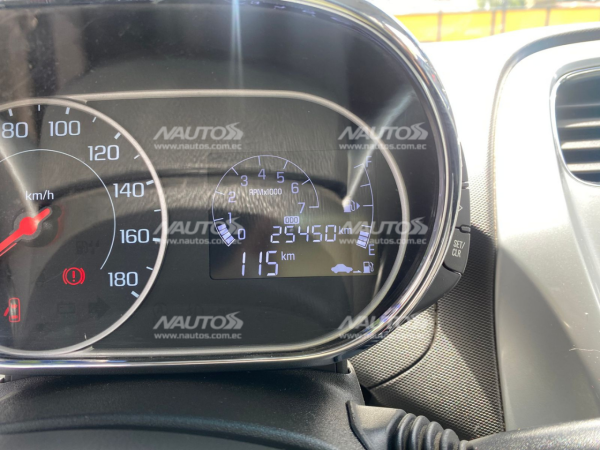 NAUTOS
www.nautos.com.ec
NAUTOS
www.nautos.com.ec
80 100 120 140 160 180
km/h
0 1 2 3 4 5 6 7
RPMx1000
F
ODO
25450 km
E
115 km
SET/
CLR
NAUTOS
www.nautos.com.ec
NAUTOS
www.nautos.com.ec
NAUTOS
www.nautos.com.ec
NAUTOS
www.nautos.com.ec